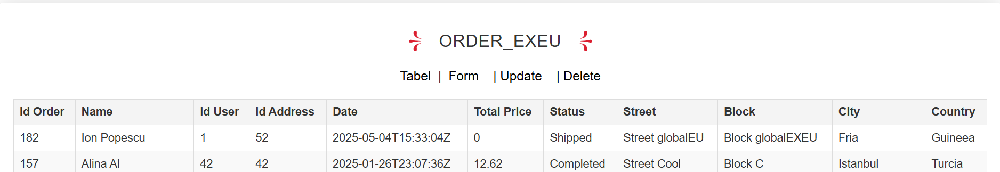 ORDER_EXEU
Tabel | Form | Update | Delete
Id Order Name Id User Id Address Date Total Price Status Street Block City Country
182 Ion Popescu 1 52 2025-05-04T15:33:04Z 0 Shipped Street globalEU Block globalEXEU Fria Guineea
157 Alina Al 42 42 2025-01-26T23:07:36Z 12.62 Completed Street Cool Block C Istanbul Turcia